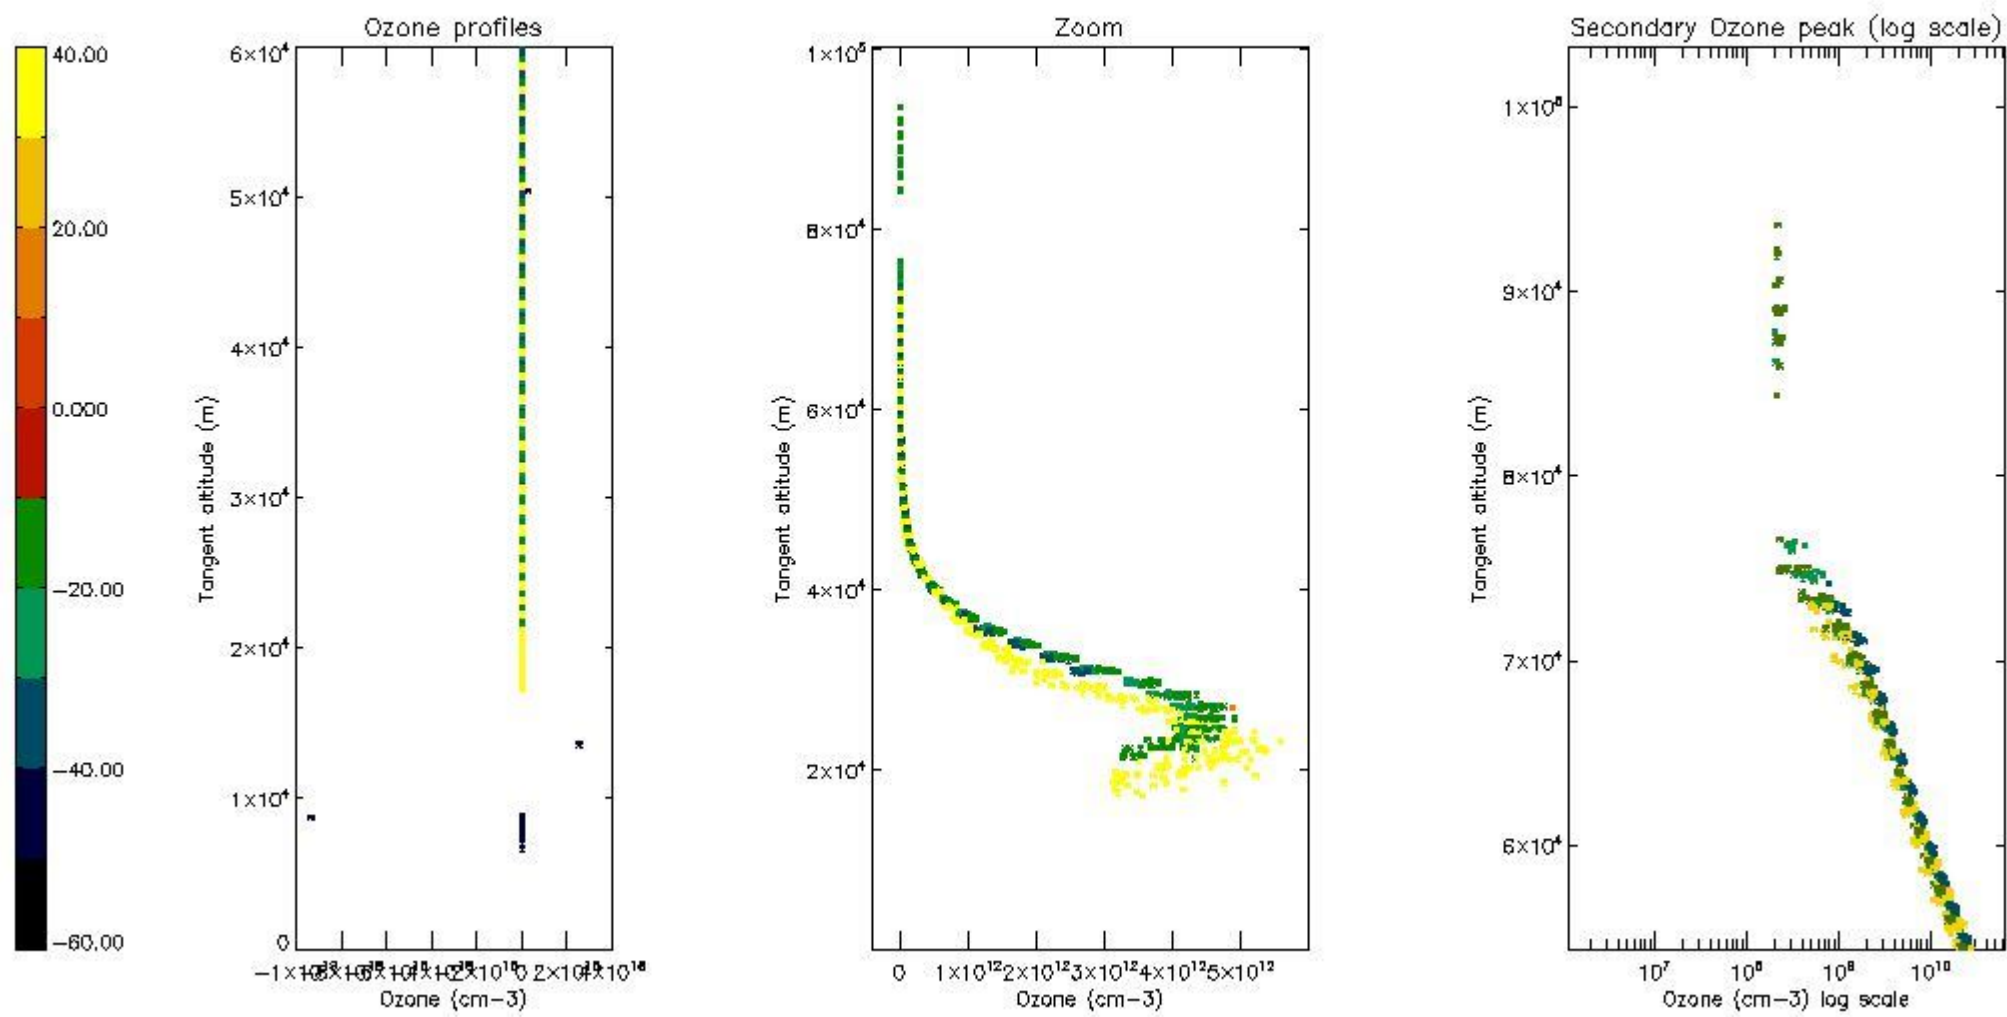 Ozone profiles
Zoom
Secondary Ozone peak (log scale)
40.00
20.00
0.000
−20.00
−40.00
−60.00
6×10⁴
5×10⁴
4×10⁴
3×10⁴
2×10⁴
1×10⁴
0
Tangent altitude (m)
0
Ozone (cm−3)
1×10⁵
8×10⁴
6×10⁴
4×10⁴
2×10⁴
Tangent altitude (m)
0 1×10¹² 2×10¹² 3×10¹² 4×10¹² 5×10¹²
Ozone (cm−3)
9×10⁴
8×10⁴
7×10⁴
6×10⁴
Tangent altitude (m)
10⁷ 10⁸ 10⁹ 10¹⁰
Ozone (cm−3) log scale